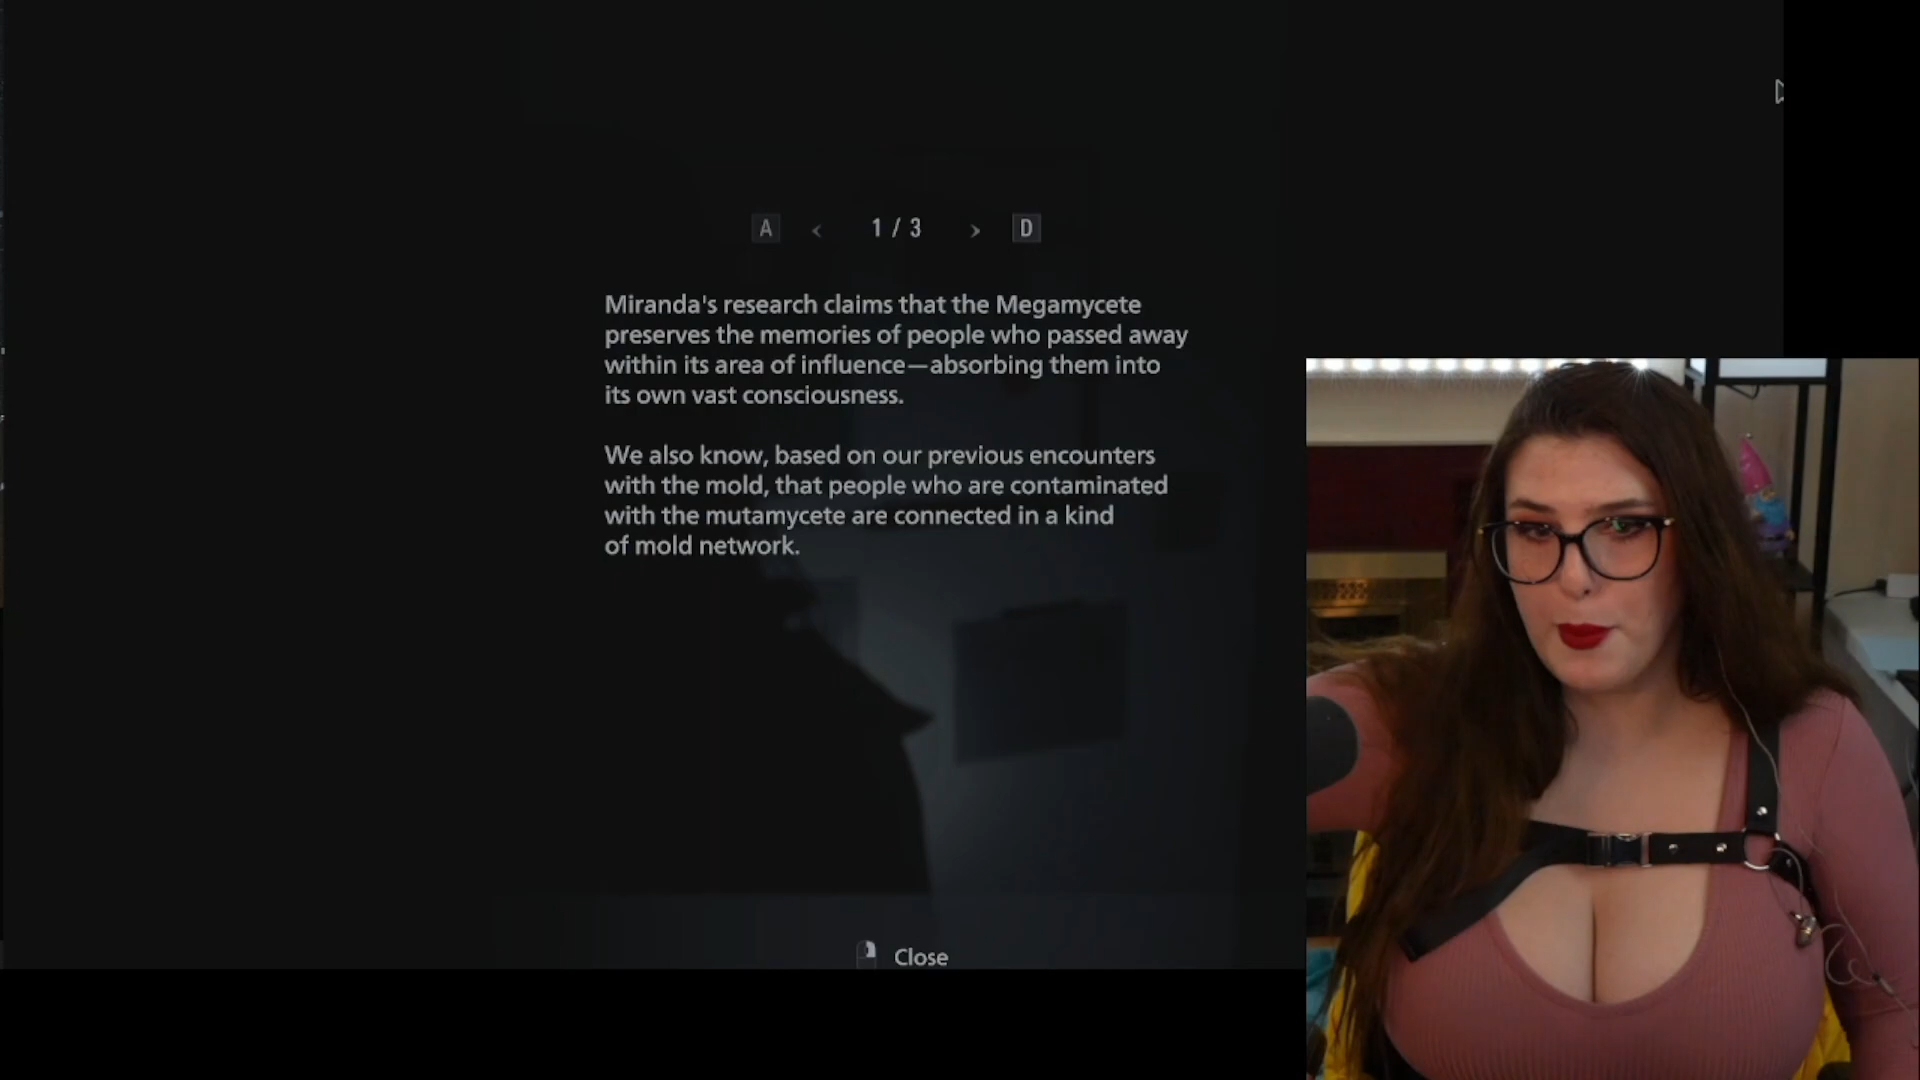 A < 1 / 3 > D
Miranda's research claims that the Megamycete
preserves the memories of people who passed away
within its area of influence—absorbing them into
its own vast consciousness.
We also know, based on our previous encounters
with the mold, that people who are contaminated
with the mutamycete are connected in a kind
of mold network.
Close